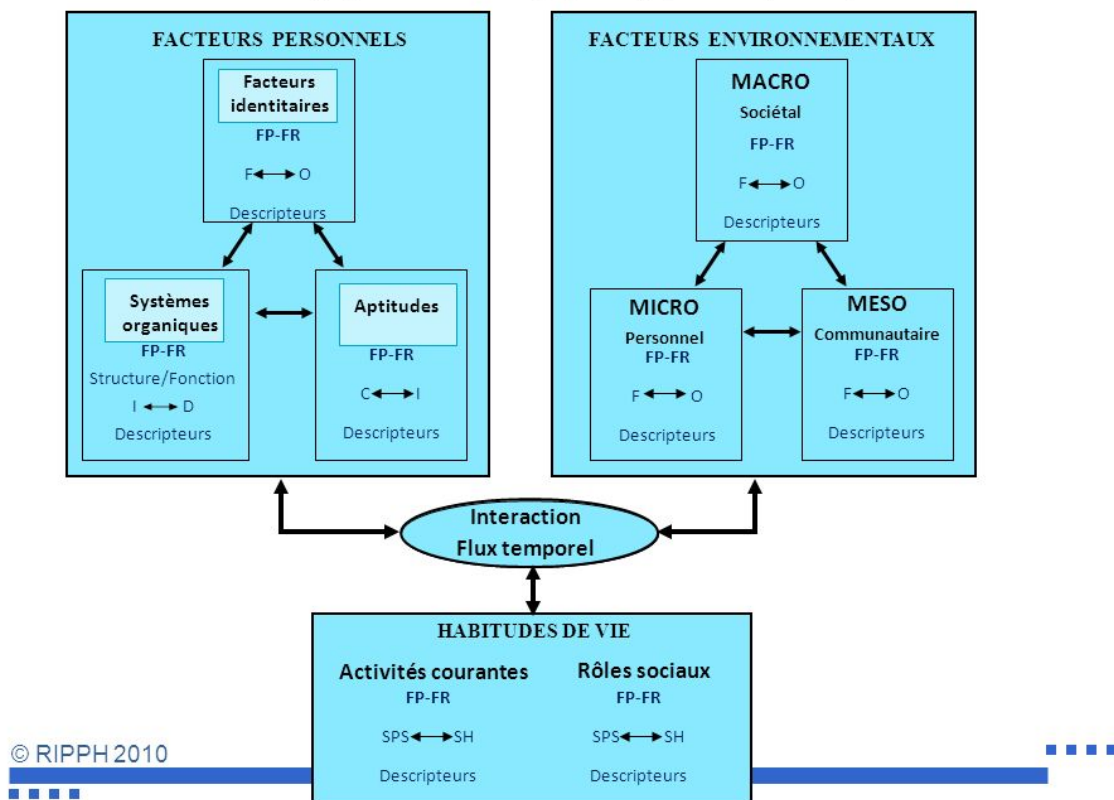 FACTEURS PERSONNELS
Facteurs
identitaires
FP-FR
F O
Descripteurs
Systèmes
organiques
FP-FR
Structure/Fonction
I D
Descripteurs
Aptitudes
FP-FR
C I
Descripteurs
FACTEURS ENVIRONNEMENTAUX
MACRO
Sociétal
FP-FR
F O
Descripteurs
MICRO
Personnel
FP-FR
F O
Descripteurs
MESO
Communautaire
FP-FR
F O
Descripteurs
Interaction
Flux temporel
HABITUDES DE VIE
Activités courantes
FP-FR
SPS SH
Descripteurs
Rôles sociaux
FP-FR
SPS SH
Descripteurs
© RIPPH 2010